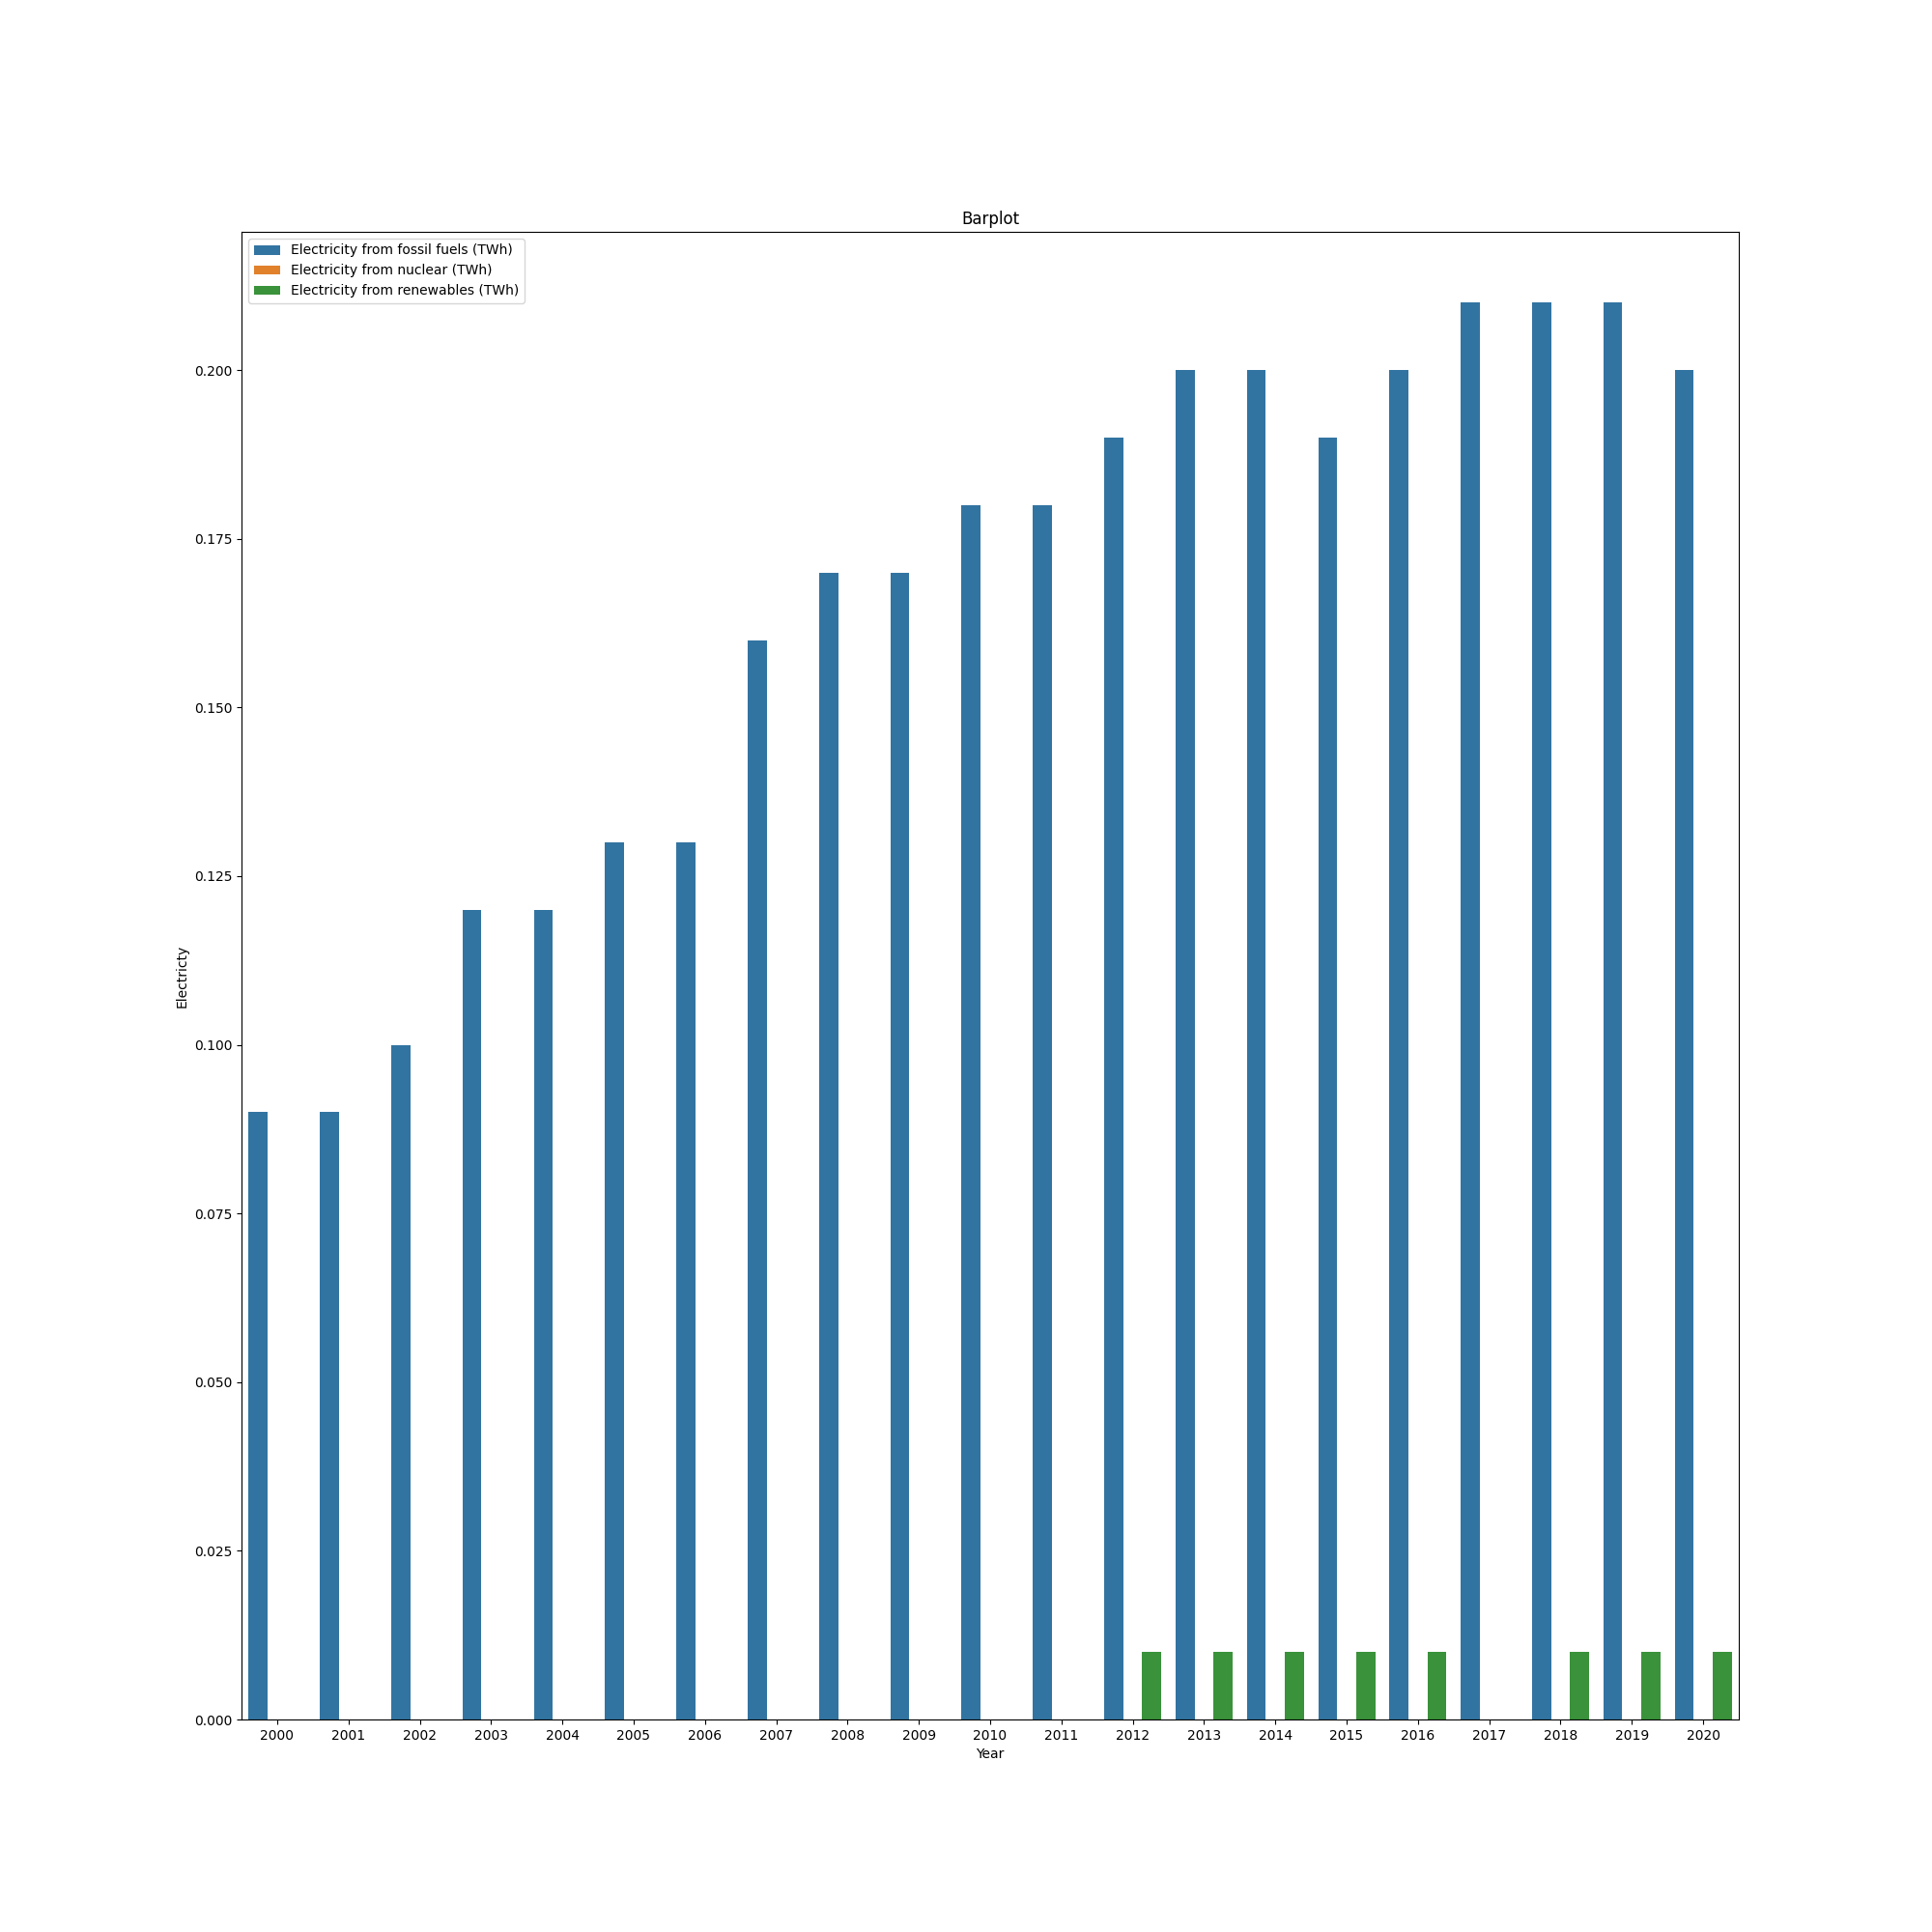 Barplot
Electricity from fossil fuels (TWh)
Electricity from nuclear (TWh)
Electricity from renewables (TWh)
0.200
0.175
0.150
0.125
0.100
0.075
0.050
0.025
0.000
Electricty
2000 2001 2002 2003 2004 2005 2006 2007 2008 2009 2010 2011 2012 2013 2014 2015 2016 2017 2018 2019 2020
Year